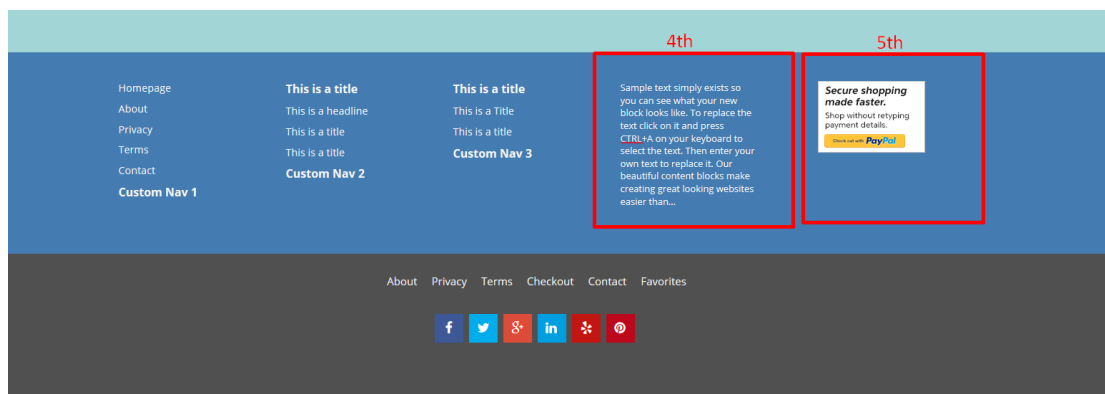 4th
5th
Homepage
About
Privacy
Terms
Contact
Custom Nav 1
This is a title
This is a headline
This is a title
This is a title
Custom Nav 2
This is a title
This is a Title
This is a title
Custom Nav 3
Sample text simply exists so
you can see what your new
block looks like. To replace the
text click on it and press
CTRL+A on your keyboard to
select the text. Then enter your
own text to replace it. Our
beautiful content blocks make
creating great looking websites
easier than...
Secure shopping
made faster.
Shop without retyping
payment details.
Check out with PayPal
About Privacy Terms Checkout Contact Favorites
f g+ in